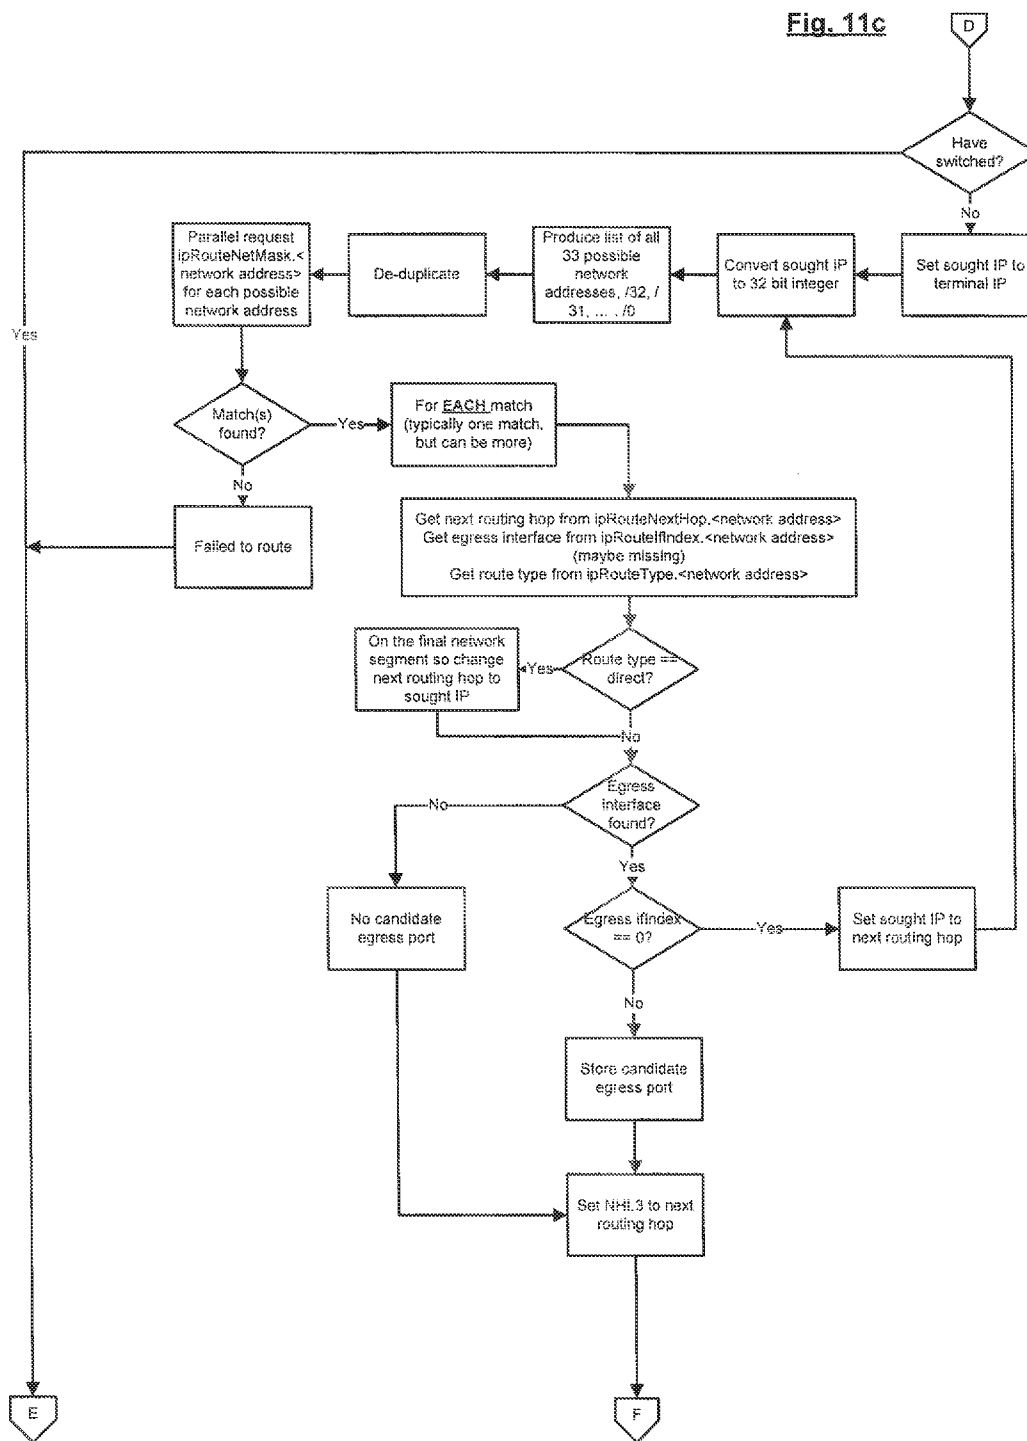 Fig. 11c
D
Have
switched?
No
Yes
Parallel request
ipRouteNetMask.<
network address>
for each possible
network address
De-duplicate
Produce list of all
33 possible
network
addresses, /32, /
31, ... , /0
Convert sought IP
to 32 bit integer
Set sought IP to
terminal IP
Match(s)
found?
Yes
For EACH match
(typically one match,
but can be more)
No
Failed to route
Get next routing hop from ipRouteNextHop.<network address>
Get egress interface from ipRouteIfIndex.<network address>
(maybe missing)
Get route type from ipRouteType.<network address>
On the final network
segment so change
next routing hop to
sought IP
Yes
Route type ==
direct?
No
Egress
interface
found?
No
Yes
No candidate
egress port
Egress ifIndex
== 0?
Yes
Set sought IP to
next routing hop
No
Store candidate
egress port
Set NHL3 to next
routing hop
E
F